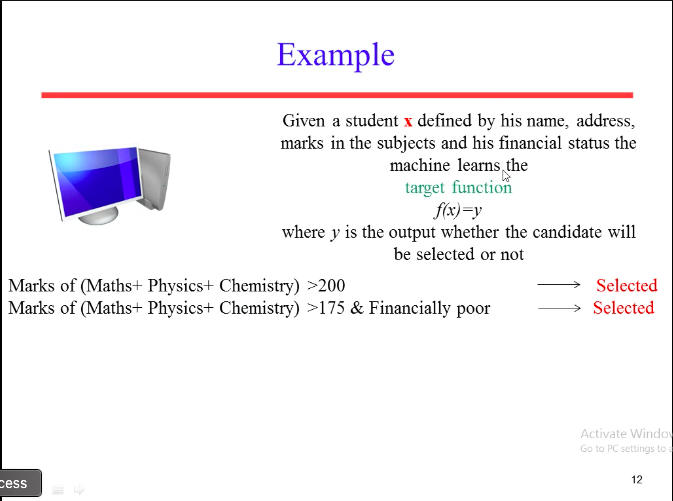 Example
Given a student x defined by his name, address,
marks in the subjects and his financial status the
machine learns the
target function
f(x)=y
where y is the output whether the candidate will
be selected or not
Marks of (Maths+ Physics+ Chemistry) >200 → Selected
Marks of (Maths+ Physics+ Chemistry) >175 & Financially poor → Selected
Activate Window
Go to PC settings to a
12
cess